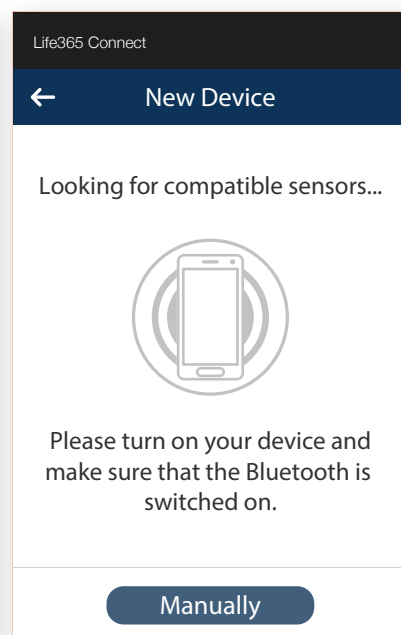 Life365 Connect
New Device
Looking for compatible sensors...
Please turn on your device and
make sure that the Bluetooth is
switched on.
Manually